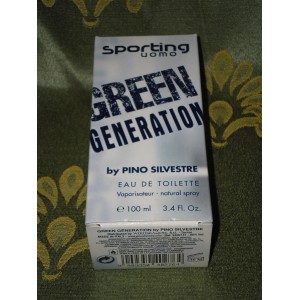 sporting
uomo
GREEN
GENERATION
by PINO SILVESTRE
EAU DE TOILETTE
Vaporisateur - natural spray
℮ 100 ml 3.4 Fl. Oz.
GREEN GENERATION by PINO SILVESTRE